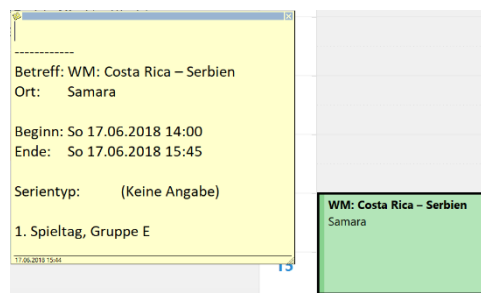 ------------
Betreff: WM: Costa Rica – Serbien
Ort: Samara
Beginn: So 17.06.2018 14:00
Ende: So 17.06.2018 15:45
Serientyp: (Keine Angabe)
1. Spieltag, Gruppe E
17.06.2018 15:44
WM: Costa Rica – Serbien
Samara
15